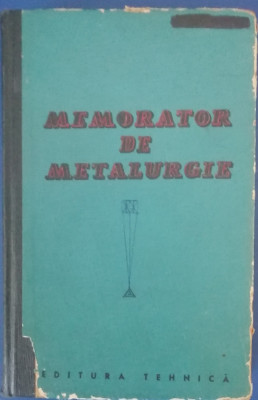 MEMORATOR
DE
METALURGIE
EDITURA TEHNICĂ